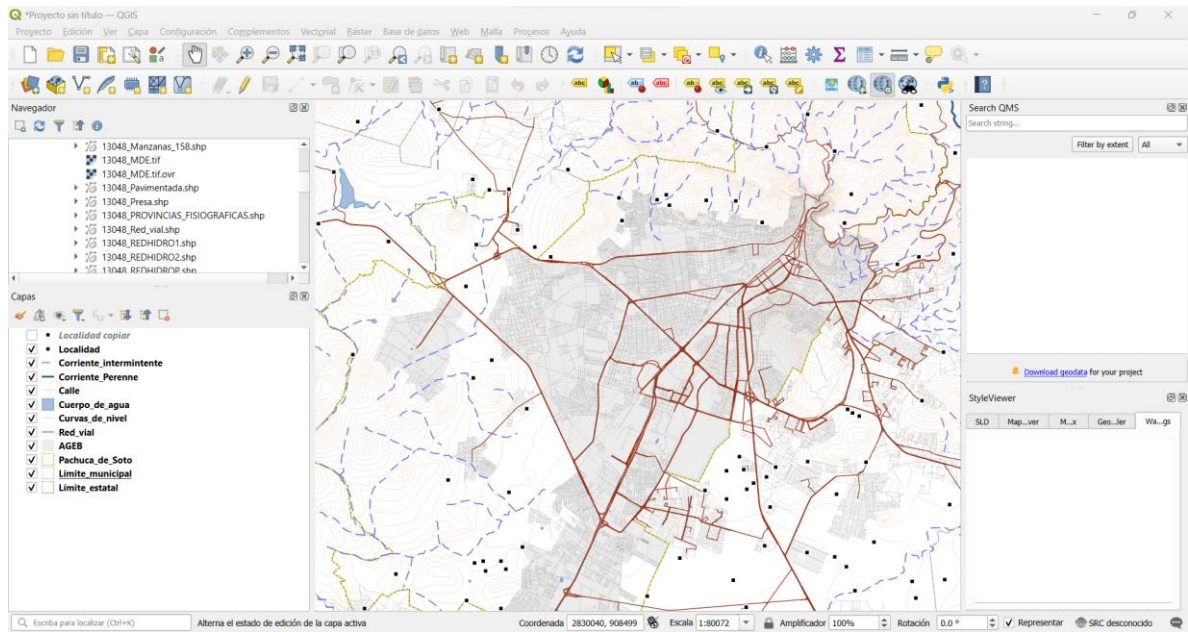 *Proyecto sin título — QGIS
Proyecto Edición Ver Capa Configuración Complementos Vectorial Ráster Base de datos Web Malla Procesos Ayuda
Navegador
13048_Manzanas_158.shp
13048_MDE.tif
13048_MDE.tif.ovr
13048_Pavimentada.shp
13048_Presa.shp
13048_PROVINCIAS_FISIOGRAFICAS.shp
13048_Red_vial.shp
13048_REDHIDRO1.shp
13048_REDHIDRO2.shp
13048_REDHIDROP.shp
Capas
Localidad copiar
Localidad
Corriente_intermintente
Corriente_Perenne
Calle
Cuerpo_de_agua
Curvas_de_nivel
Red_vial
AGEB
Pachuca_de_Soto
Límite_municipal
Límite_estatal
Search QMS
Search string...
Filter by extent All
Download geodata for your project
StyleViewer
SLD Map...ver M...x Geo...ler Wa...gs
Escriba para localizar (Ctrl+K) Alterna el estado de edición de la capa activa Coordenada 2830040, 908499 Escala 1:80072 Amplificador 100% Rotación 0.0 ° Representar SRC desconocido